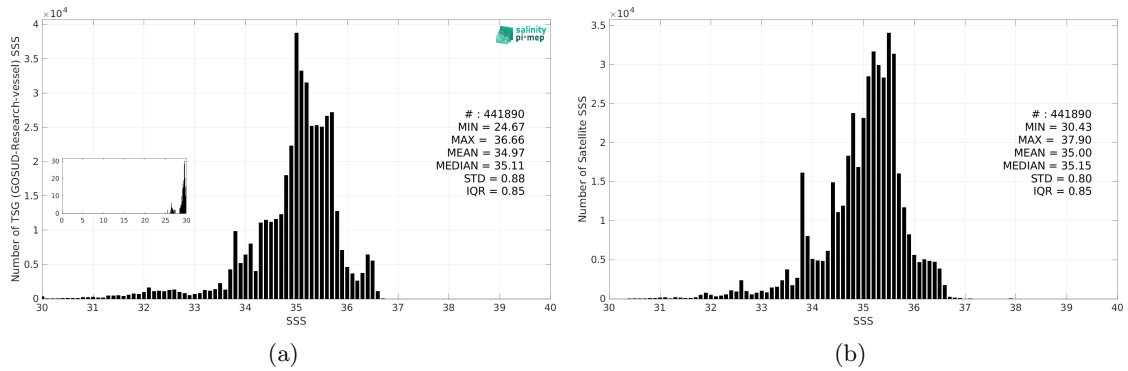 ×10⁴
4
3.5
3
2.5
2
1.5
1
0.5
0
Number of TSG (GOSUD-Research-vessel) SSS
salinity
pi-mep
# : 441890
MIN = 24.67
MAX = 36.66
MEAN = 34.97
MEDIAN = 35.11
STD = 0.88
IQR = 0.85
30
20
10
0
0 5 10 15 20 25 30
30 31 32 33 34 35 36 37 38 39 40
SSS
(a)
×10⁴
3.5
3
2.5
2
1.5
1
0.5
0
Number of Satellite SSS
# : 441890
MIN = 30.43
MAX = 37.90
MEAN = 35.00
MEDIAN = 35.15
STD = 0.80
IQR = 0.85
30 31 32 33 34 35 36 37 38 39 40
SSS
(b)